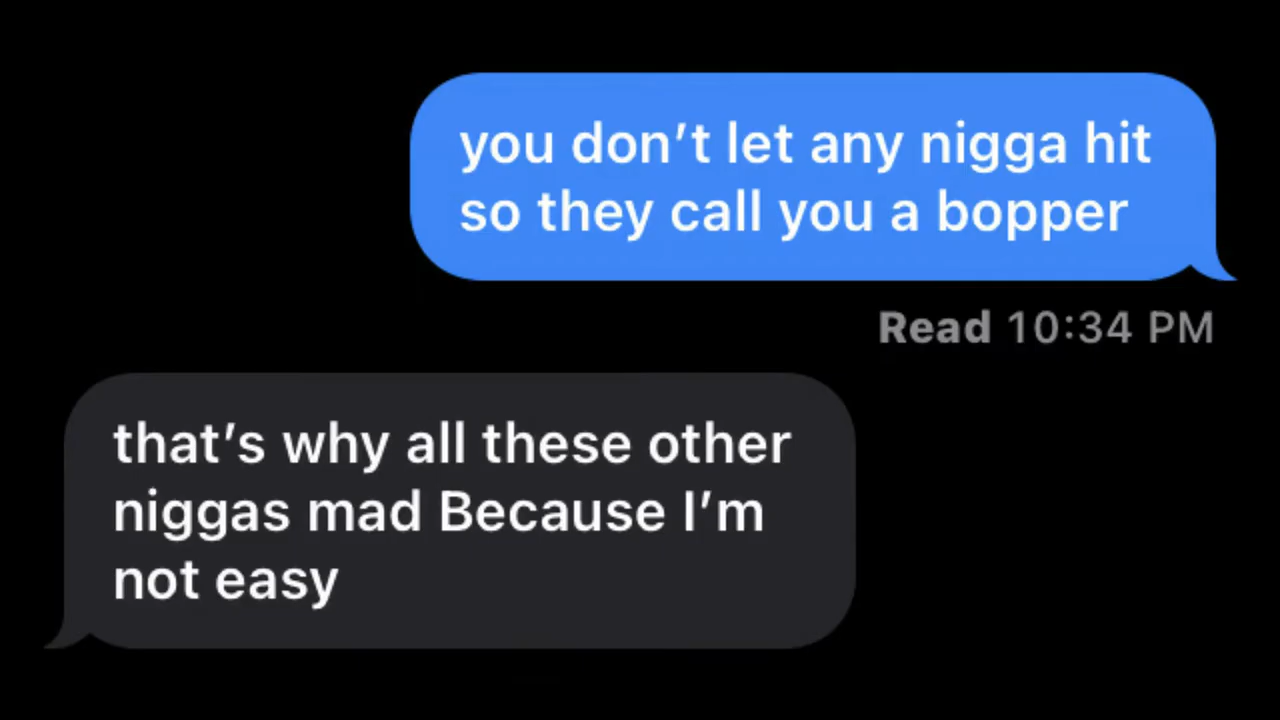 you don’t let any nigga hit
so they call you a bopper
Read 10:34 PM
that’s why all these other
niggas mad Because I’m
not easy